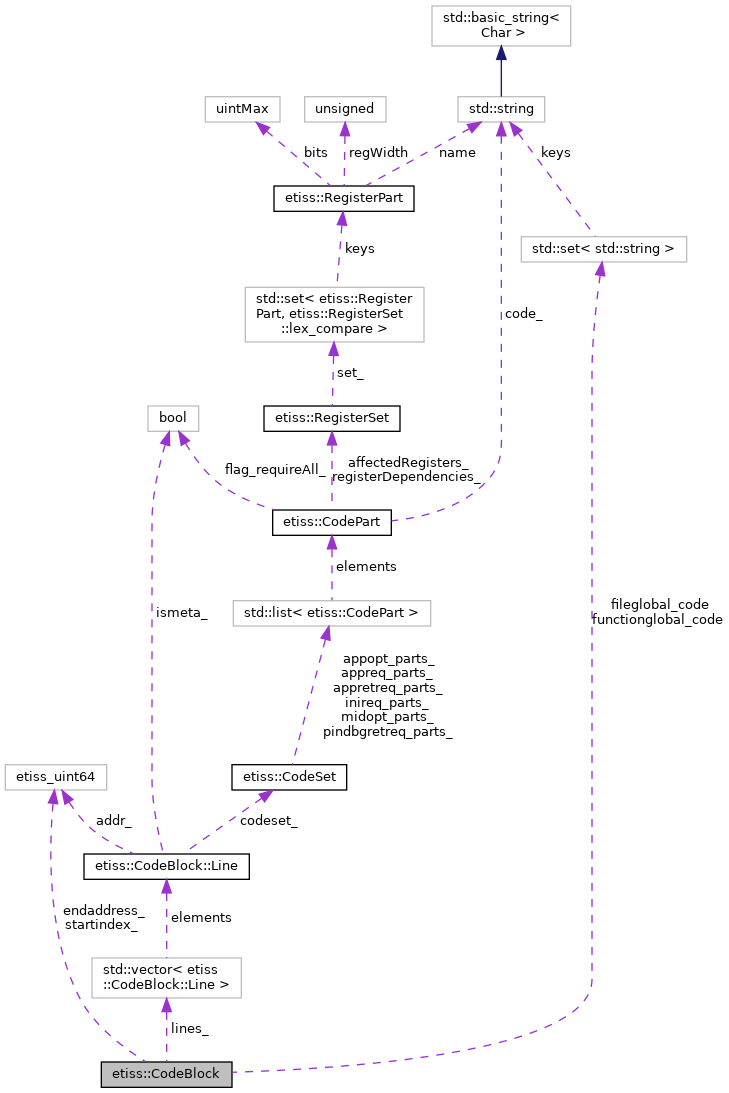 std::basic_string<
Char >
uintMax
unsigned
std::string
bits
regWidth
name
keys
etiss::RegisterPart
keys
std::set< std::string >
std::set< etiss::Register
Part, etiss::RegisterSet
::lex_compare >
code_
set_
bool
etiss::RegisterSet
flag_requireAll_
affectedRegisters_
registerDependencies_
etiss::CodePart
elements
ismeta_
std::list< etiss::CodePart >
fileglobal_code
functionglobal_code
appopt_parts_
appreq_parts_
appretreq_parts_
inireq_parts_
midopt_parts_
pindbgretreq_parts_
etiss_uint64
etiss::CodeSet
addr_
codeset_
etiss::CodeBlock::Line
endaddress_
startindex_
elements
std::vector< etiss
::CodeBlock::Line >
lines_
etiss::CodeBlock